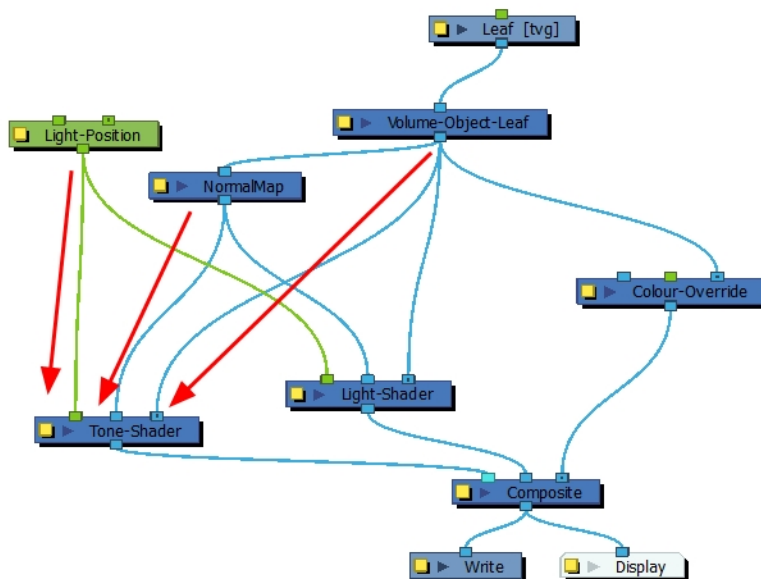 Leaf [tvg]
Volume-Object-Leaf
Light-Position
NormalMap
Colour-Override
Light-Shader
Tone-Shader
Composite
Write
Display